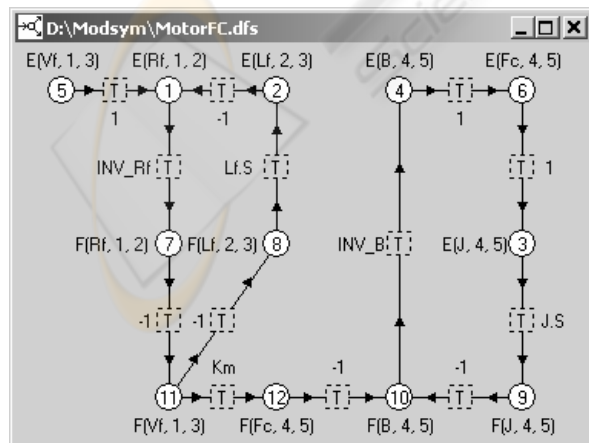 D:\Modsym\MotorFC.dfs
E(Vf, 1, 3) E(Rf, 1, 2) E(Lf, 2, 3) E(B, 4, 5) E(Fc, 4, 5)
5 T 1 T 2 4 T 6
1 -1 1
INV_Rf T Lf.S T T 1
F(Rf, 1, 2) 7 F(Lf, 2, 3) 8 INV_B T E(J, 4, 5) 3
-1 T -1 T T J.S
Km -1 -1
11 T 12 T 10 T 9
F(Vf, 1, 3) F(Fc, 4, 5) F(B, 4, 5) F(J, 4, 5)